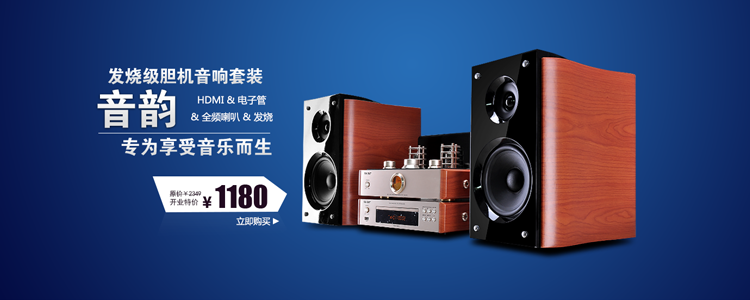 发烧级胆机音响套装
音韵
HDMI & 电子管
& 全频喇叭 & 发烧
专为享受音乐而生
原价¥2349
开业特价 ¥1180
立即购买